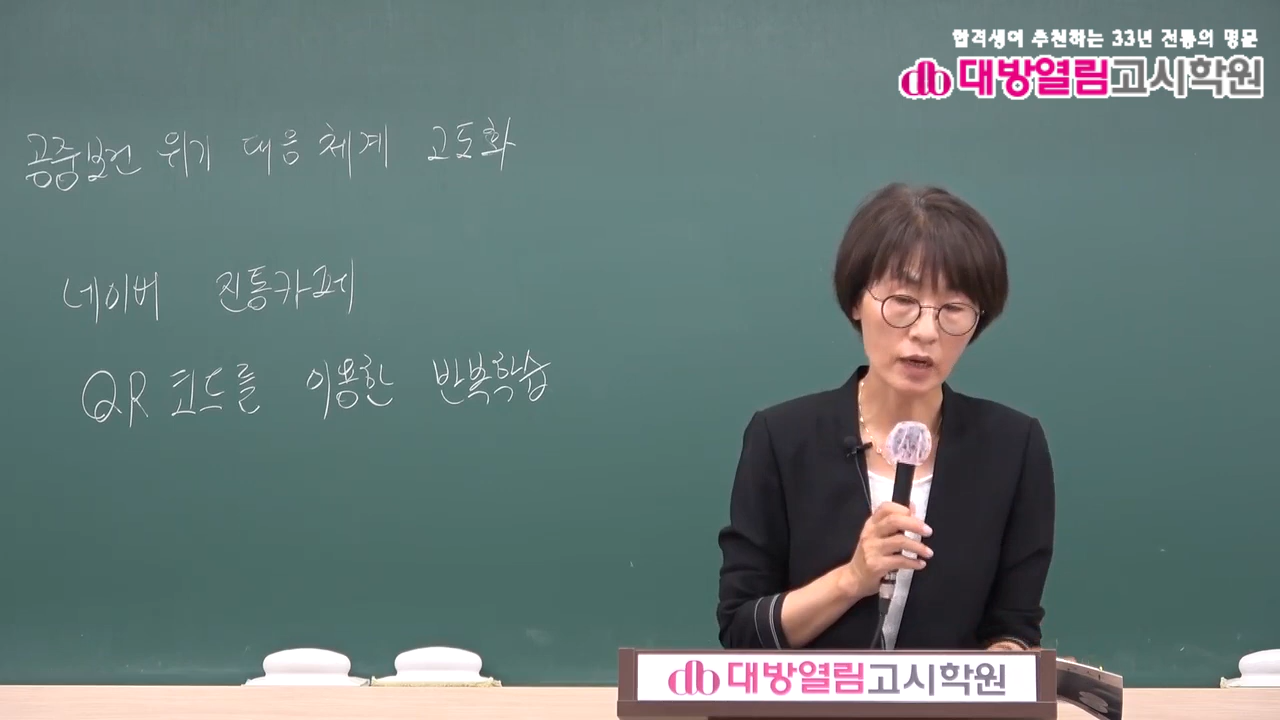 합격생이 추천하는 33년 전통의 명문
대방열림고시학원
공중보건 위기 대응 체계 고도화
네이버 진통카페
QR 코드를 이용한 반복학습
대방열림고시학원